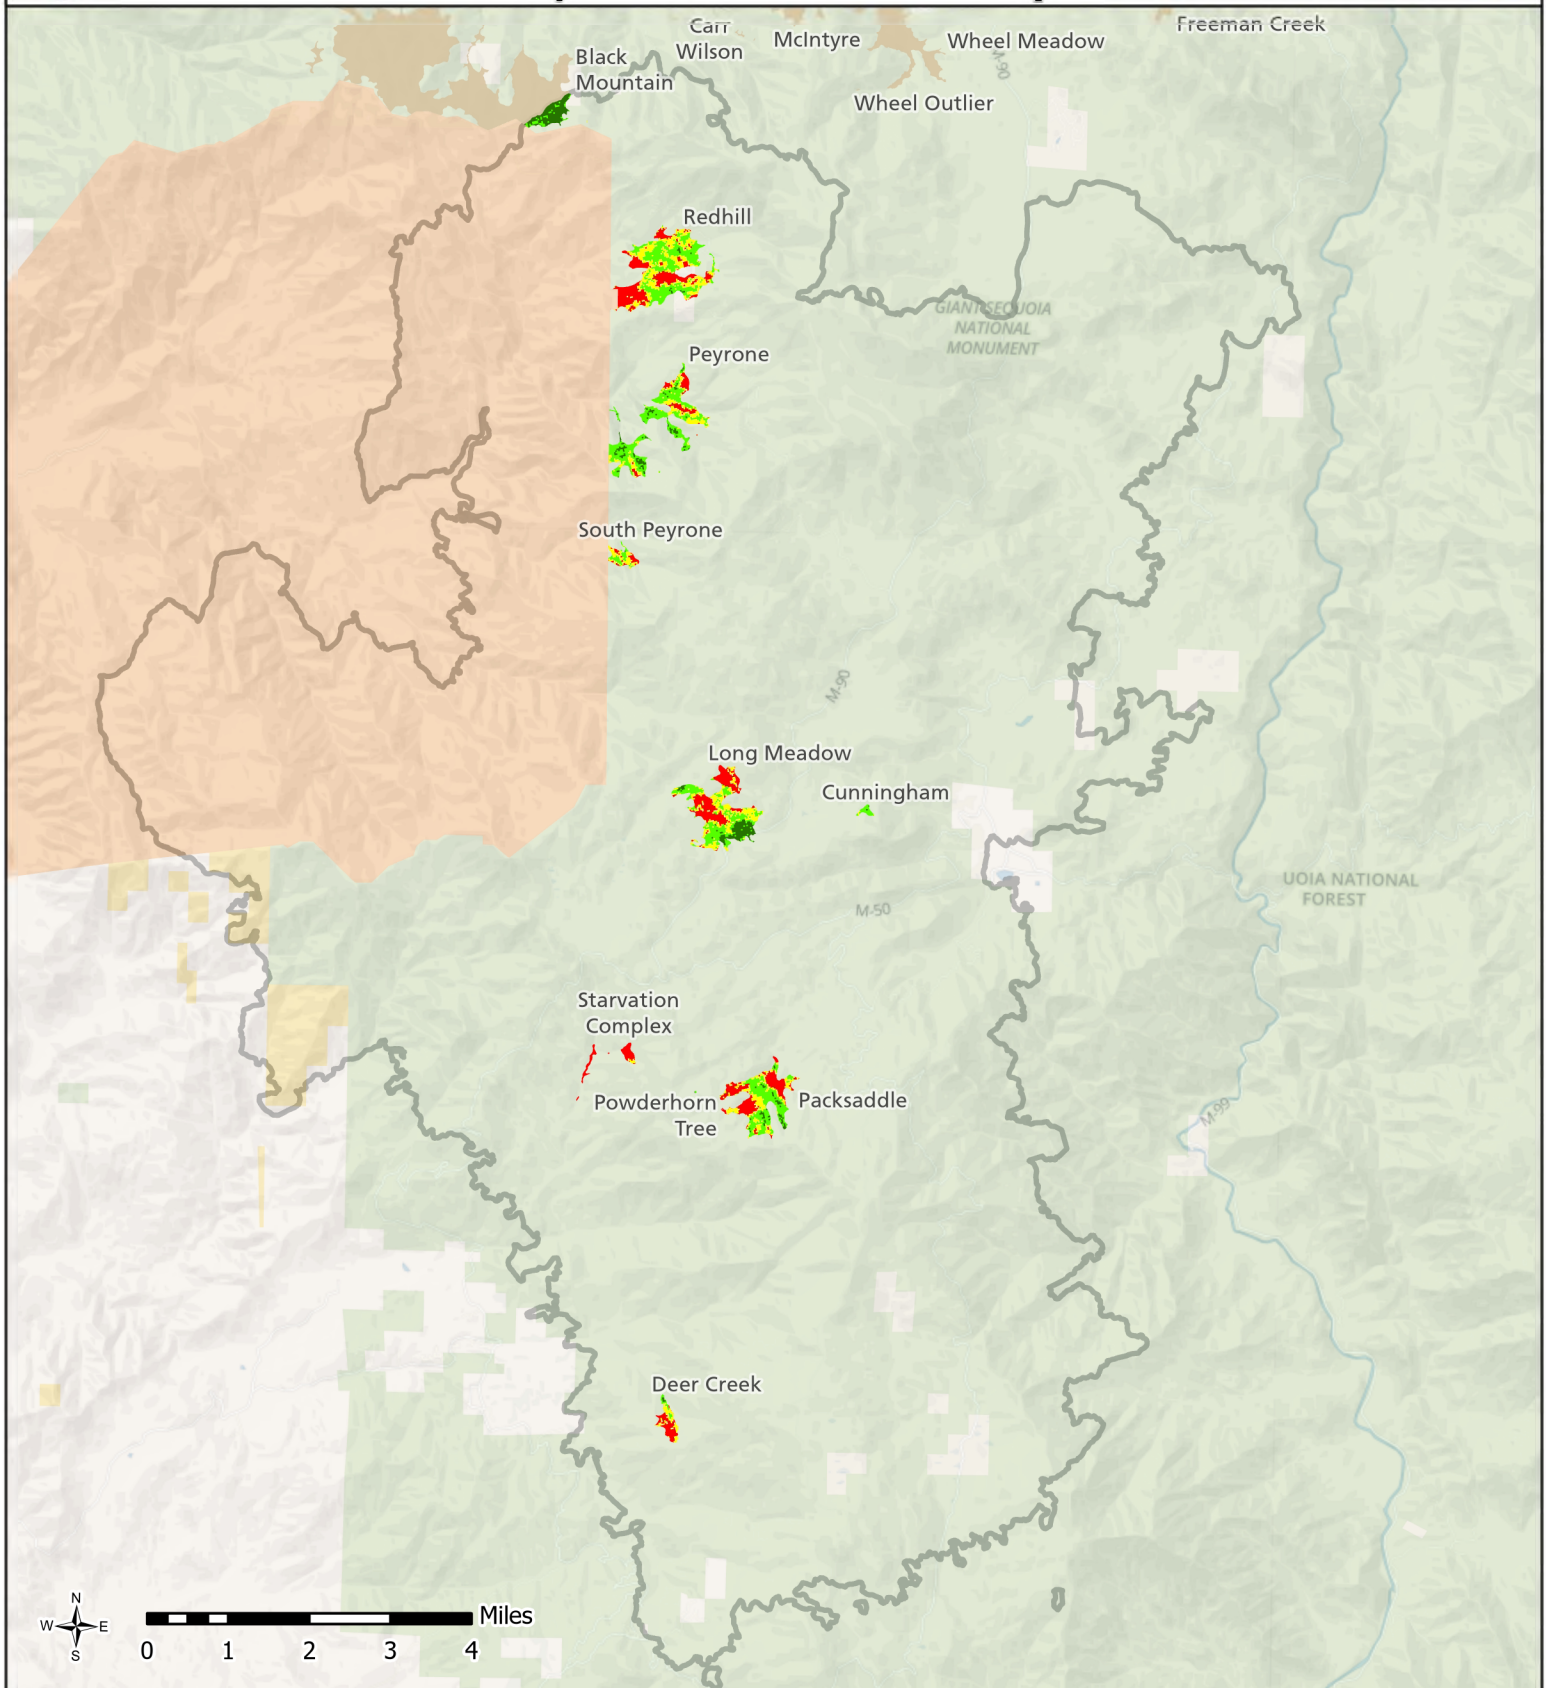 Carr
Wilson
McIntyre
Wheel Meadow
Freeman Creek
Black
Mountain
M-90
Wheel Outlier
Redhill
GIANT SEQUOIA
NATIONAL
MONUMENT
Peyrone
South Peyrone
M-90
Long Meadow
Cunningham
UOIA NATIONAL
FOREST
M-50
Starvation
Complex
Powderhorn
Tree
Packsaddle
M-99
Deer Creek
N
W E
S
Miles
0 1 2 3 4